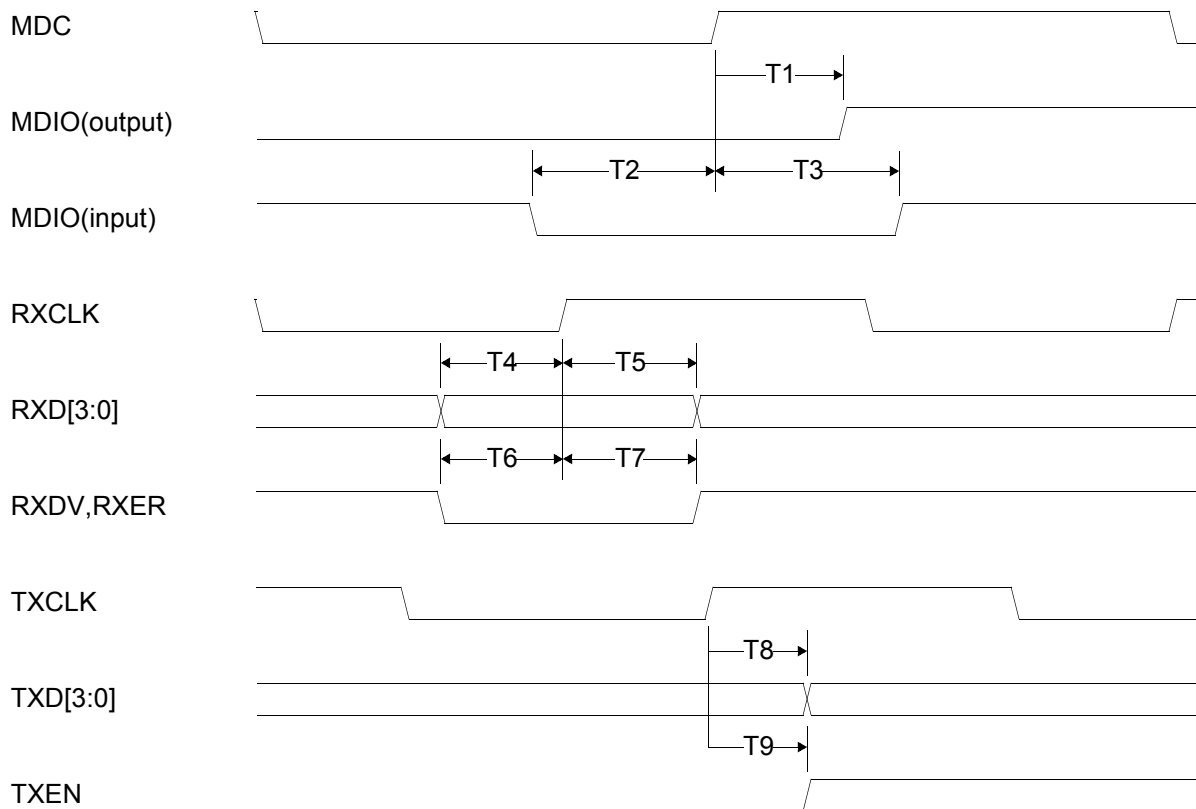 MDC
T1
MDIO(output)
T2 T3
MDIO(input)
RXCLK
T4 T5
RXD[3:0]
T6 T7
RXDV,RXER
TXCLK
T8
TXD[3:0]
T9
TXEN